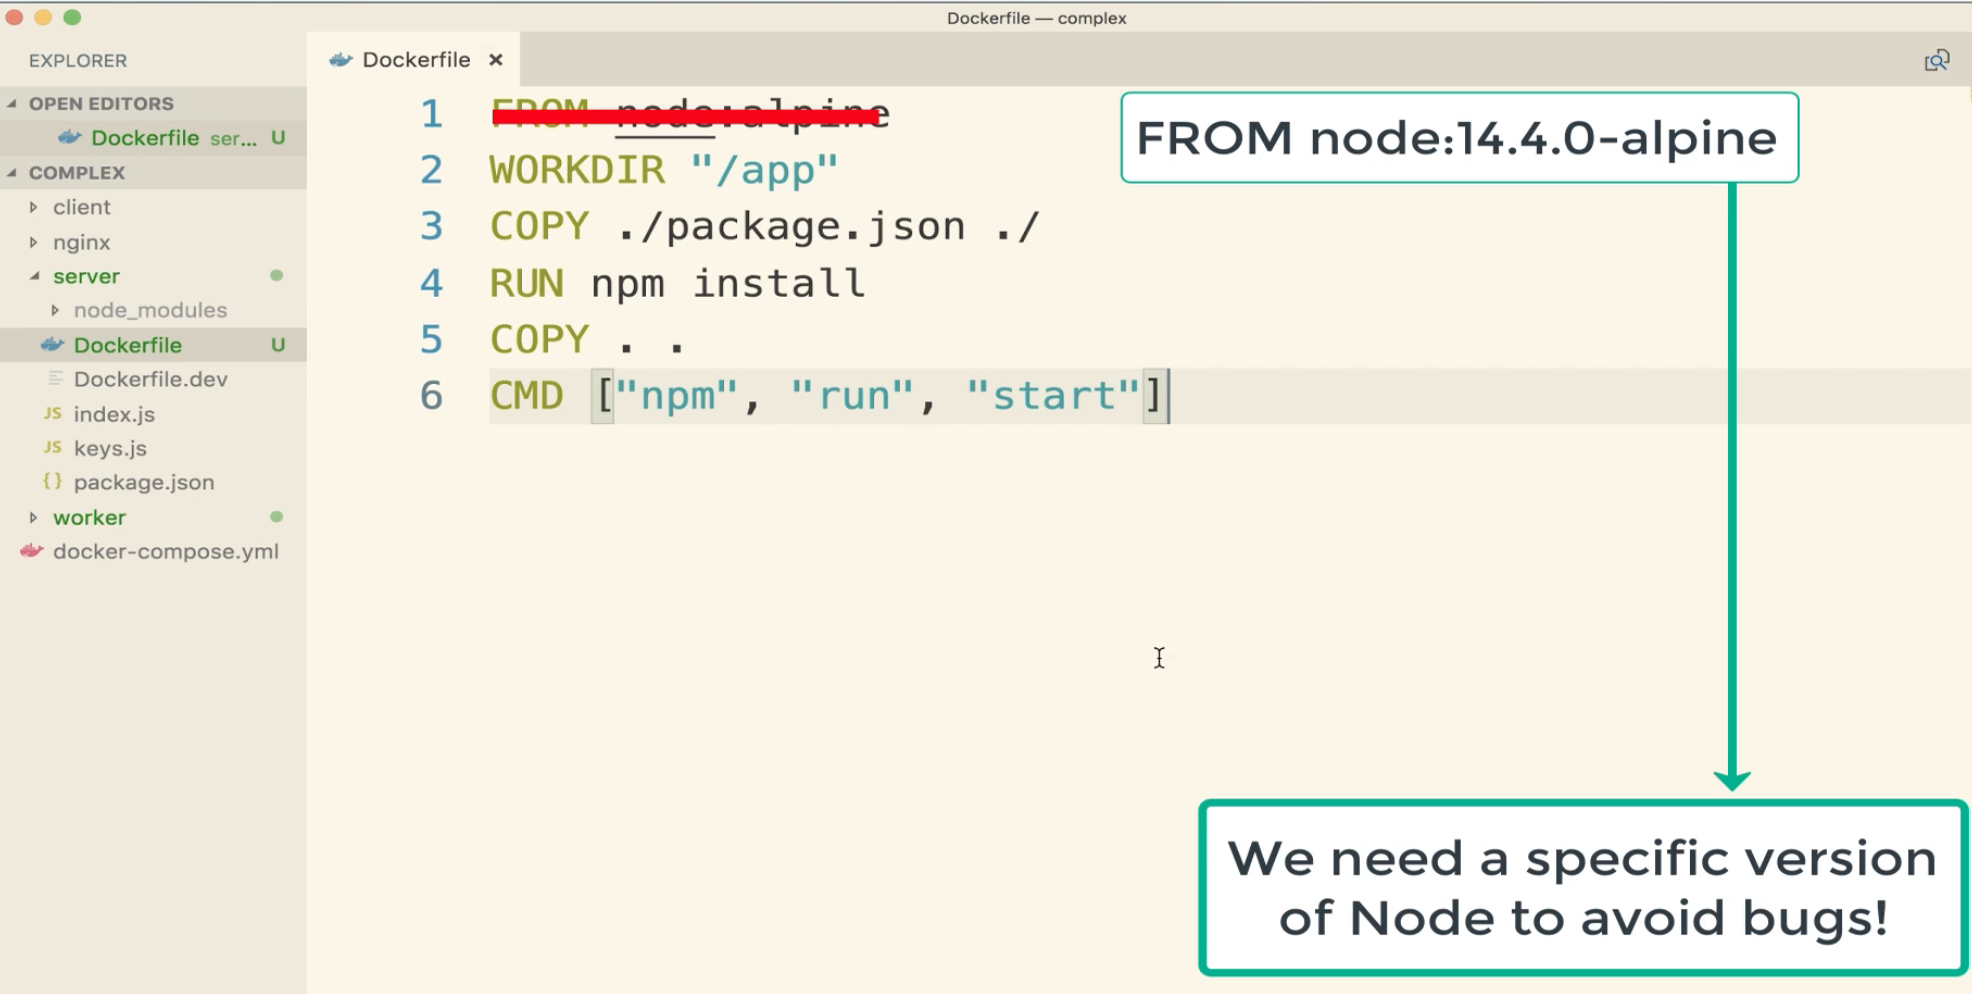 Dockerfile — complex
EXPLORER
Dockerfile ×
OPEN EDITORS
Dockerfile ser... U
COMPLEX
client
nginx
server
node_modules
Dockerfile U
Dockerfile.dev
JS index.js
JS keys.js
{} package.json
worker
docker-compose.yml
1 FROM node:alpine
2 WORKDIR "/app"
3 COPY ./package.json ./
4 RUN npm install
5 COPY . .
6 CMD ["npm", "run", "start"]
FROM node:14.4.0-alpine
We need a specific version
of Node to avoid bugs!